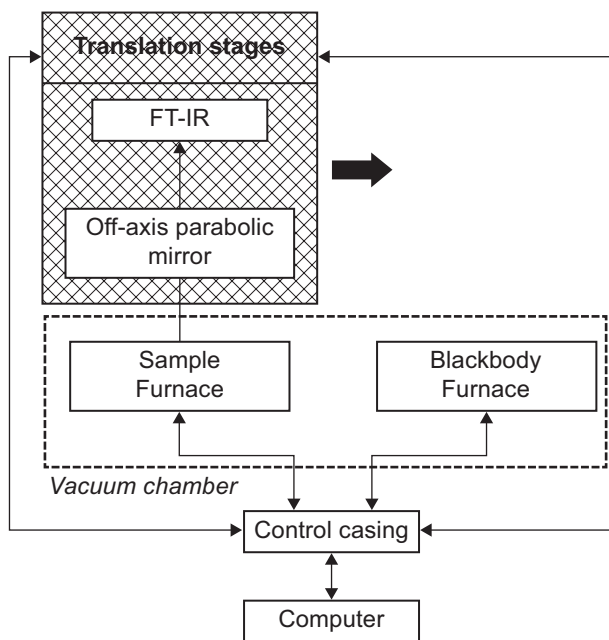 Translation stages
FT-IR
Off-axis parabolic
mirror
Sample
Furnace
Blackbody
Furnace
Vacuum chamber
Control casing
Computer